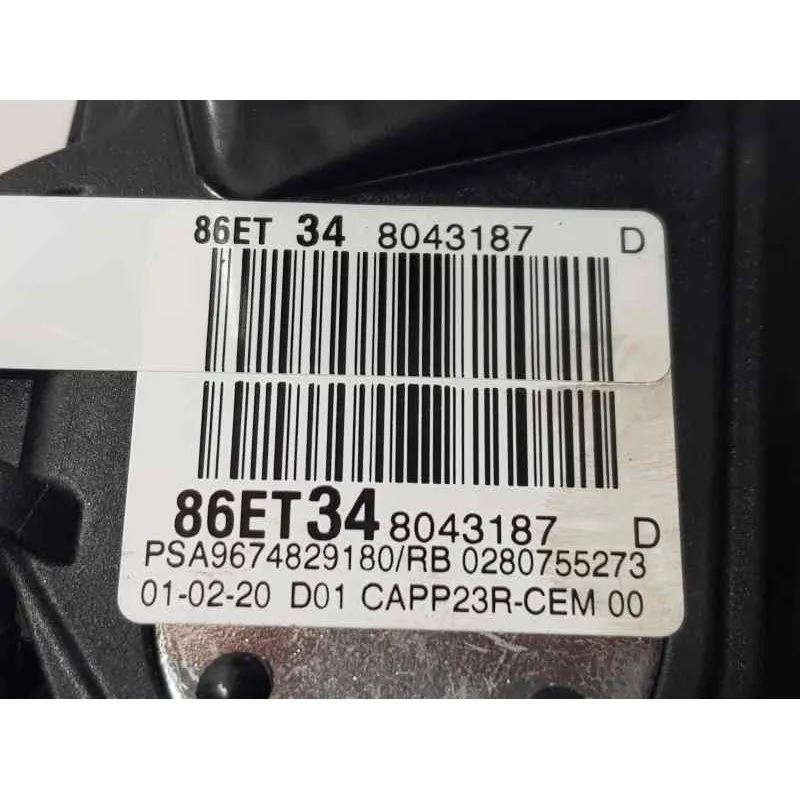 86ET 34 8043187 D
86ET34 8043187 D
PSA9674829180/RB 0280755273
01-02-20 D01 CAPP23R-CEM 00